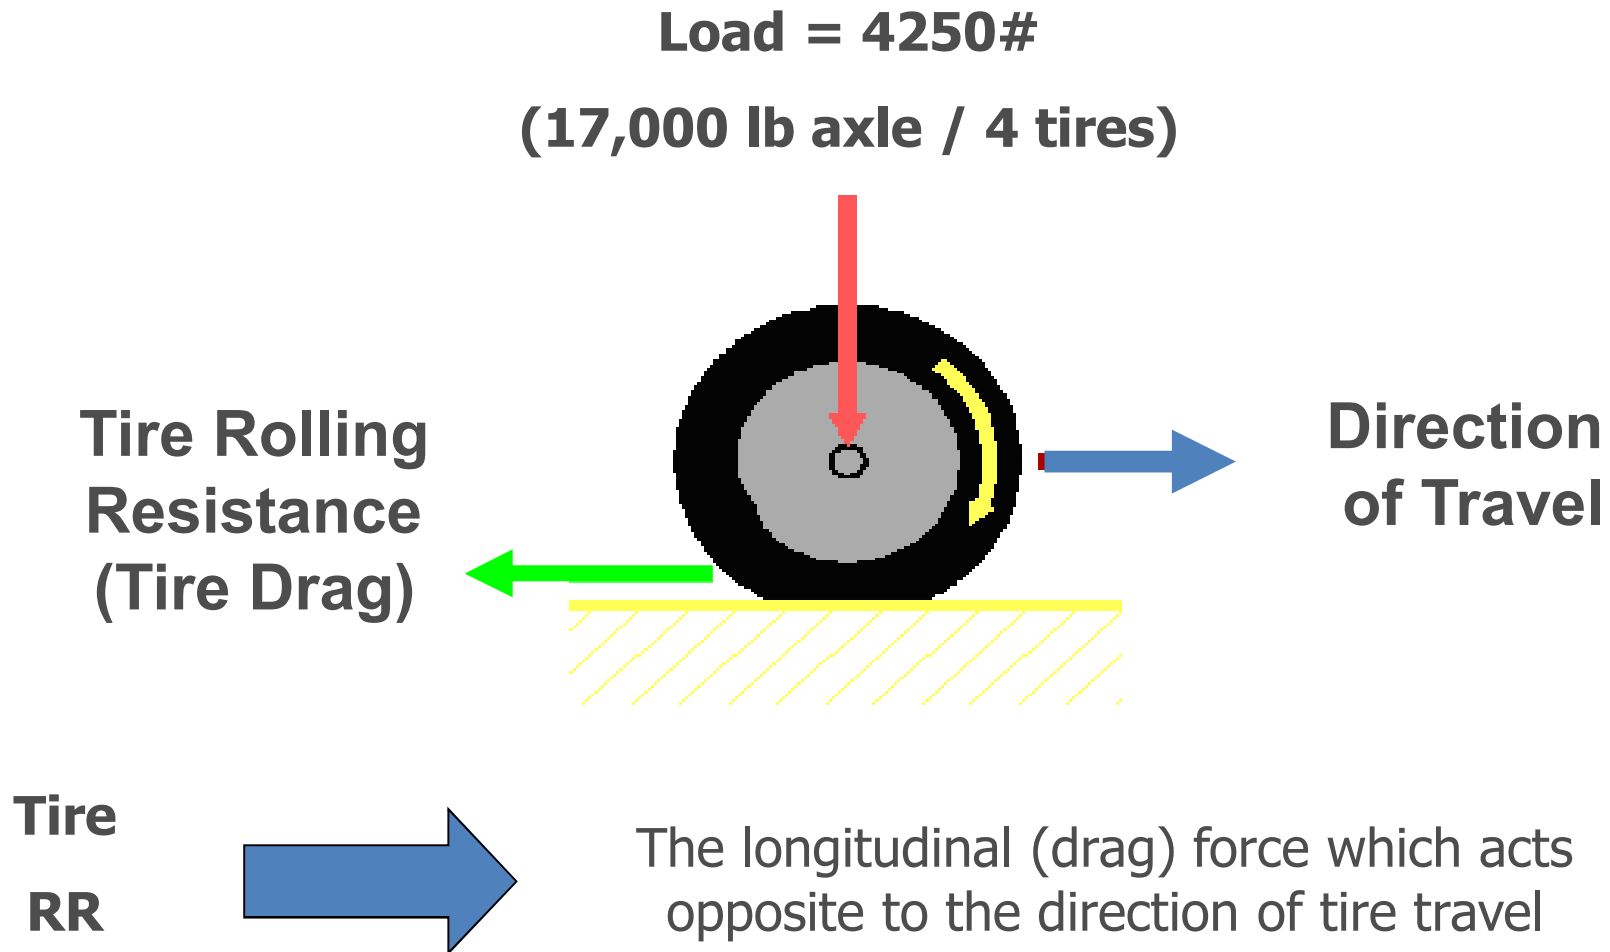 Load = 4250#
(17,000 lb axle / 4 tires)
Tire Rolling
Resistance
(Tire Drag)
Direction
of Travel
Tire
RR
The longitudinal (drag) force which acts
opposite to the direction of tire travel